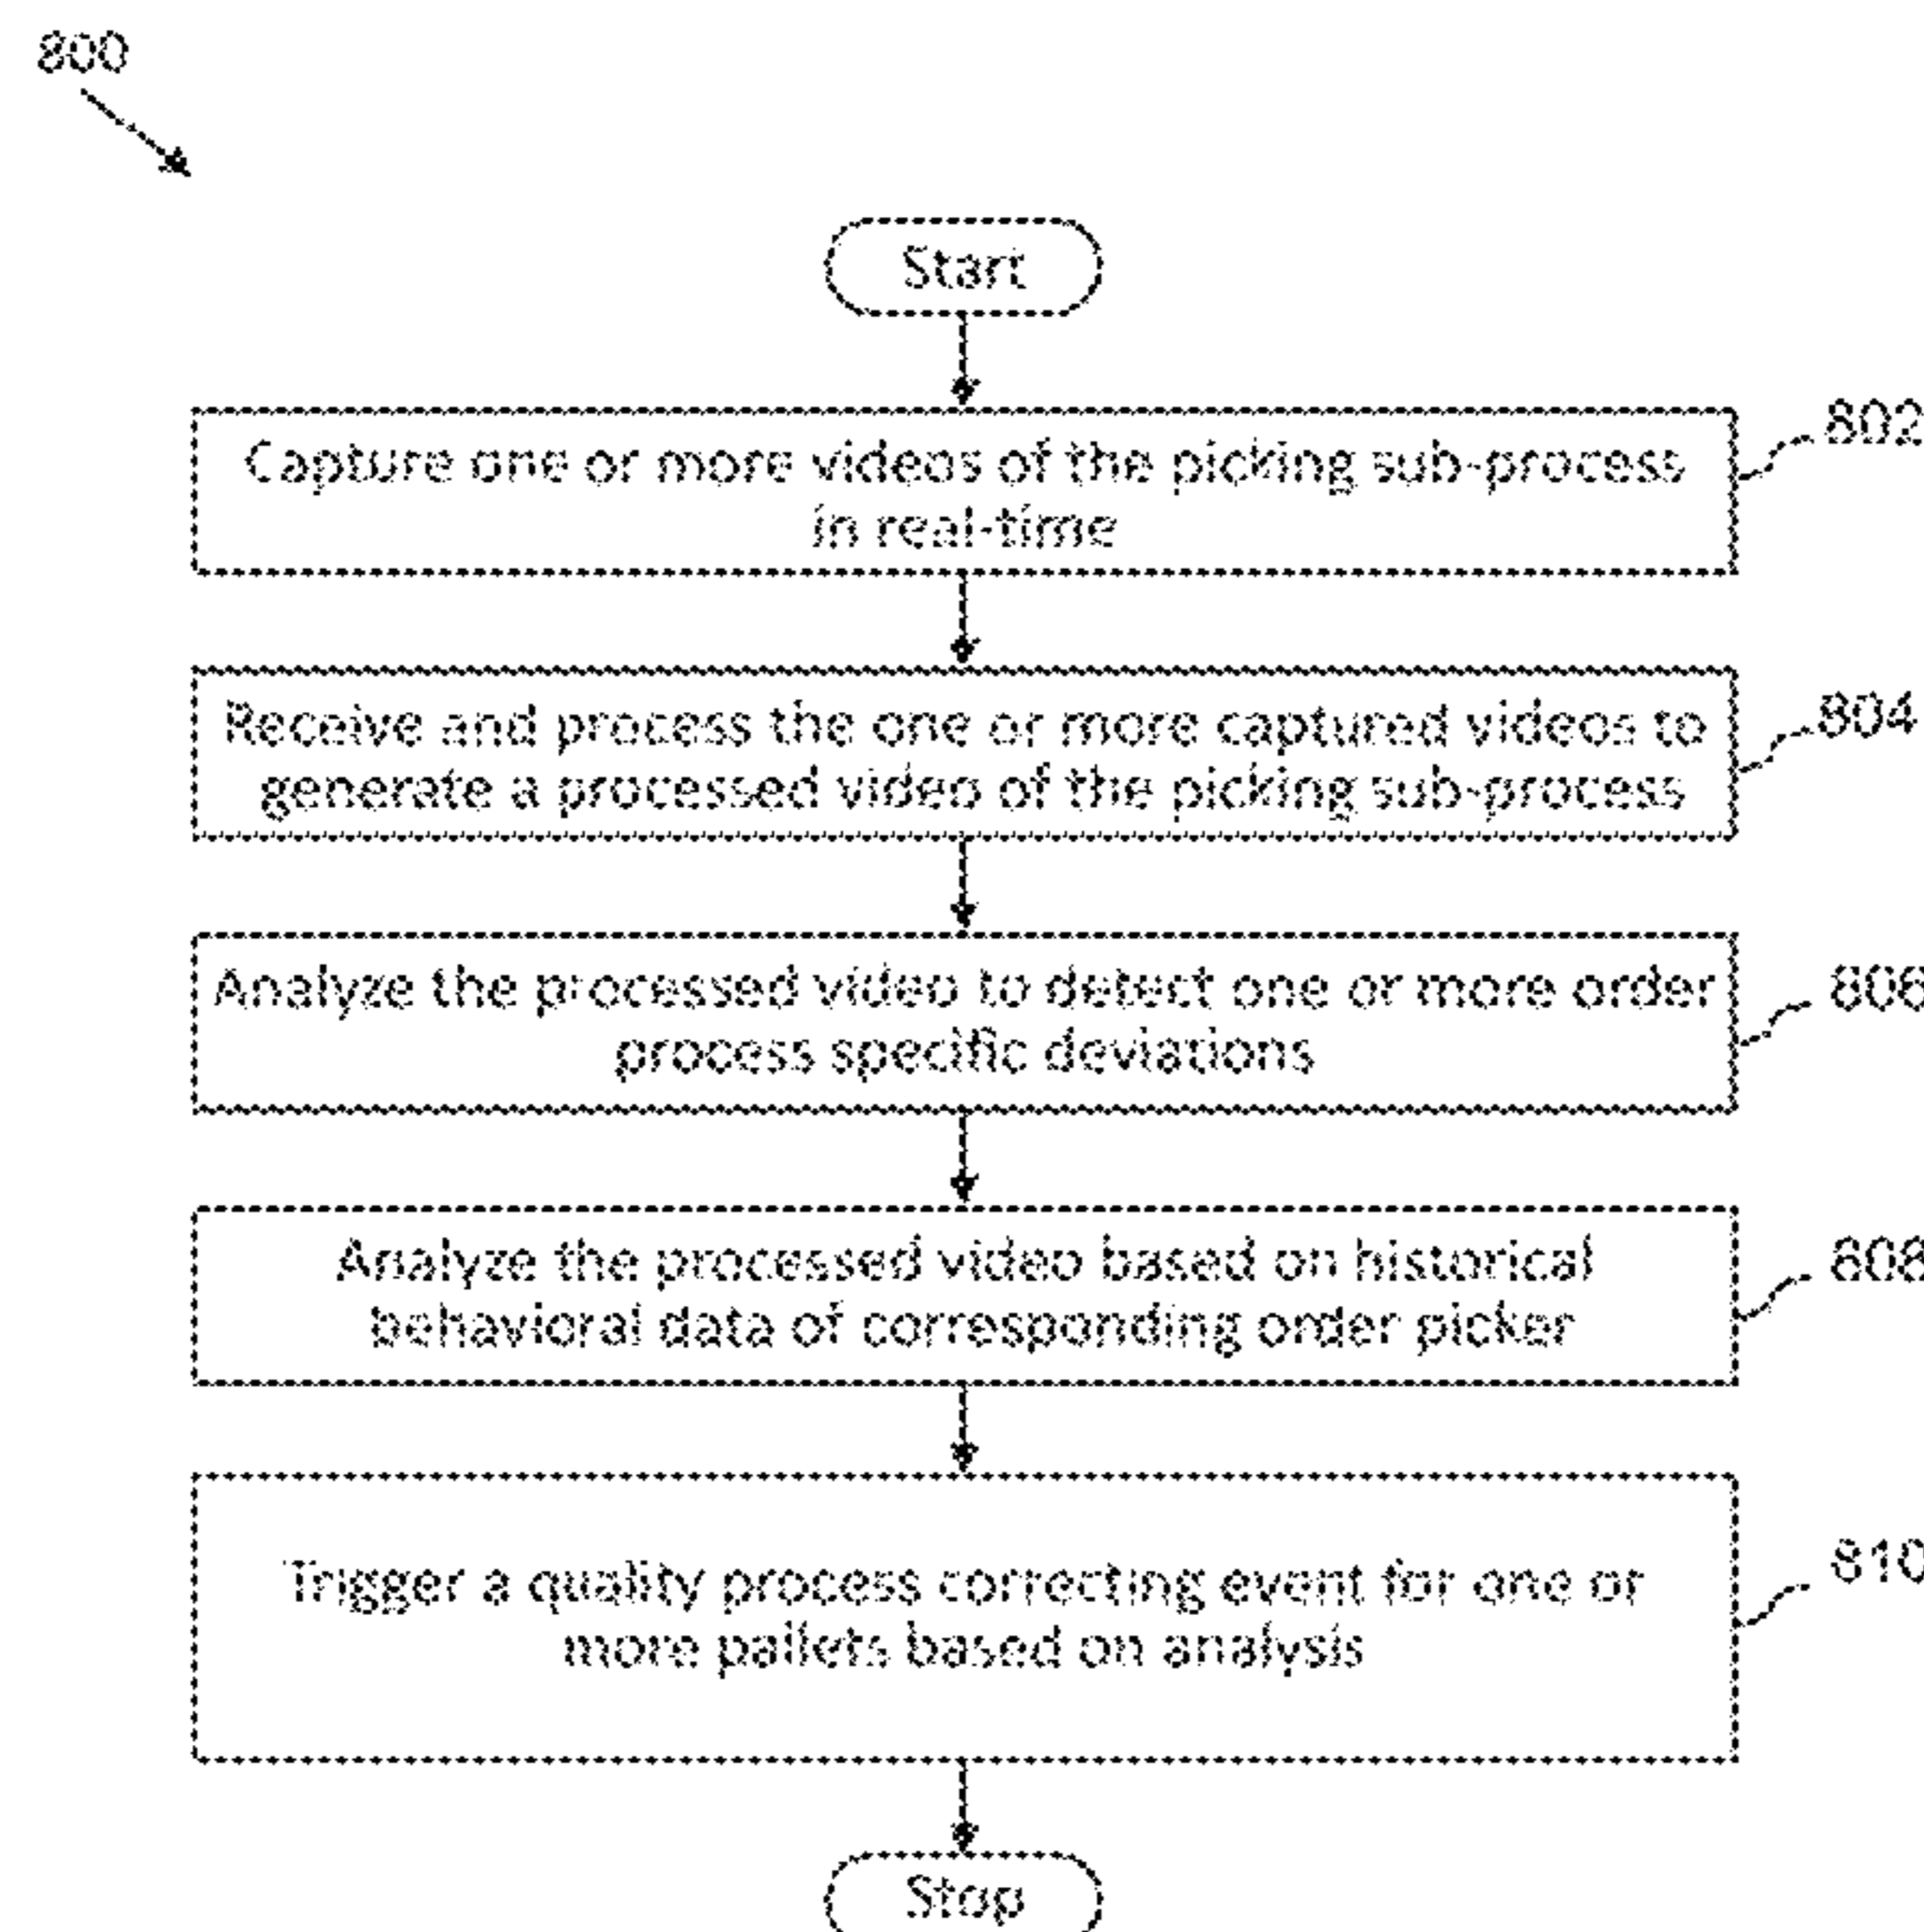 800
Start
Capture one or more videos of the picking sub-process
in real-time
802
Receive and process the one or more captured videos to
generate a processed video of the picking sub-process
804
Analyze the processed video to detect one or more order
process specific deviations
806
Analyze the processed video based on historical
behavioral data of corresponding order picker
808
Trigger a quality process correcting event for one or
more pallets based on analysis
810
Stop